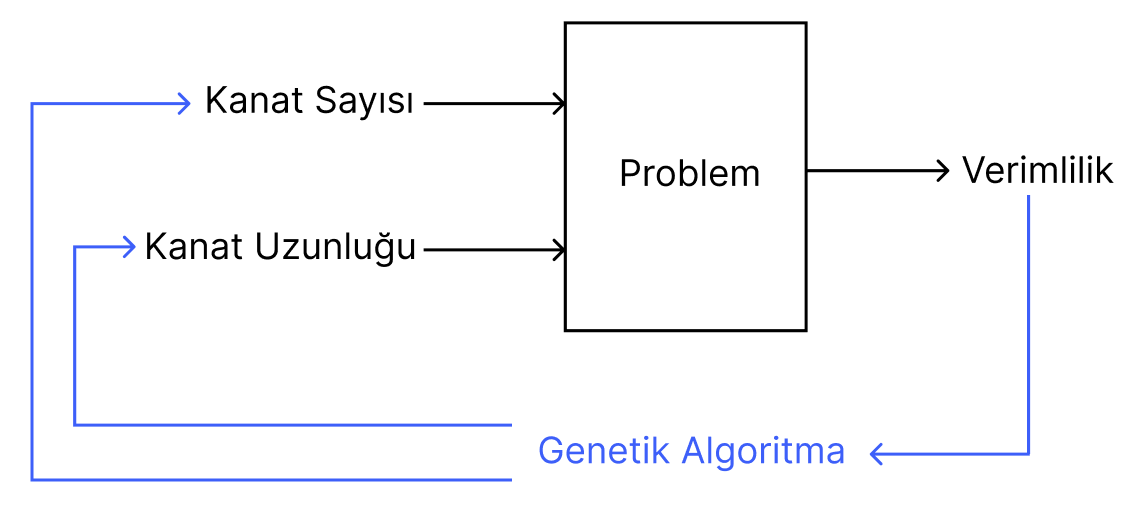 Kanat Sayısı
Problem
Verimlilik
Kanat Uzunluğu
Genetik Algoritma